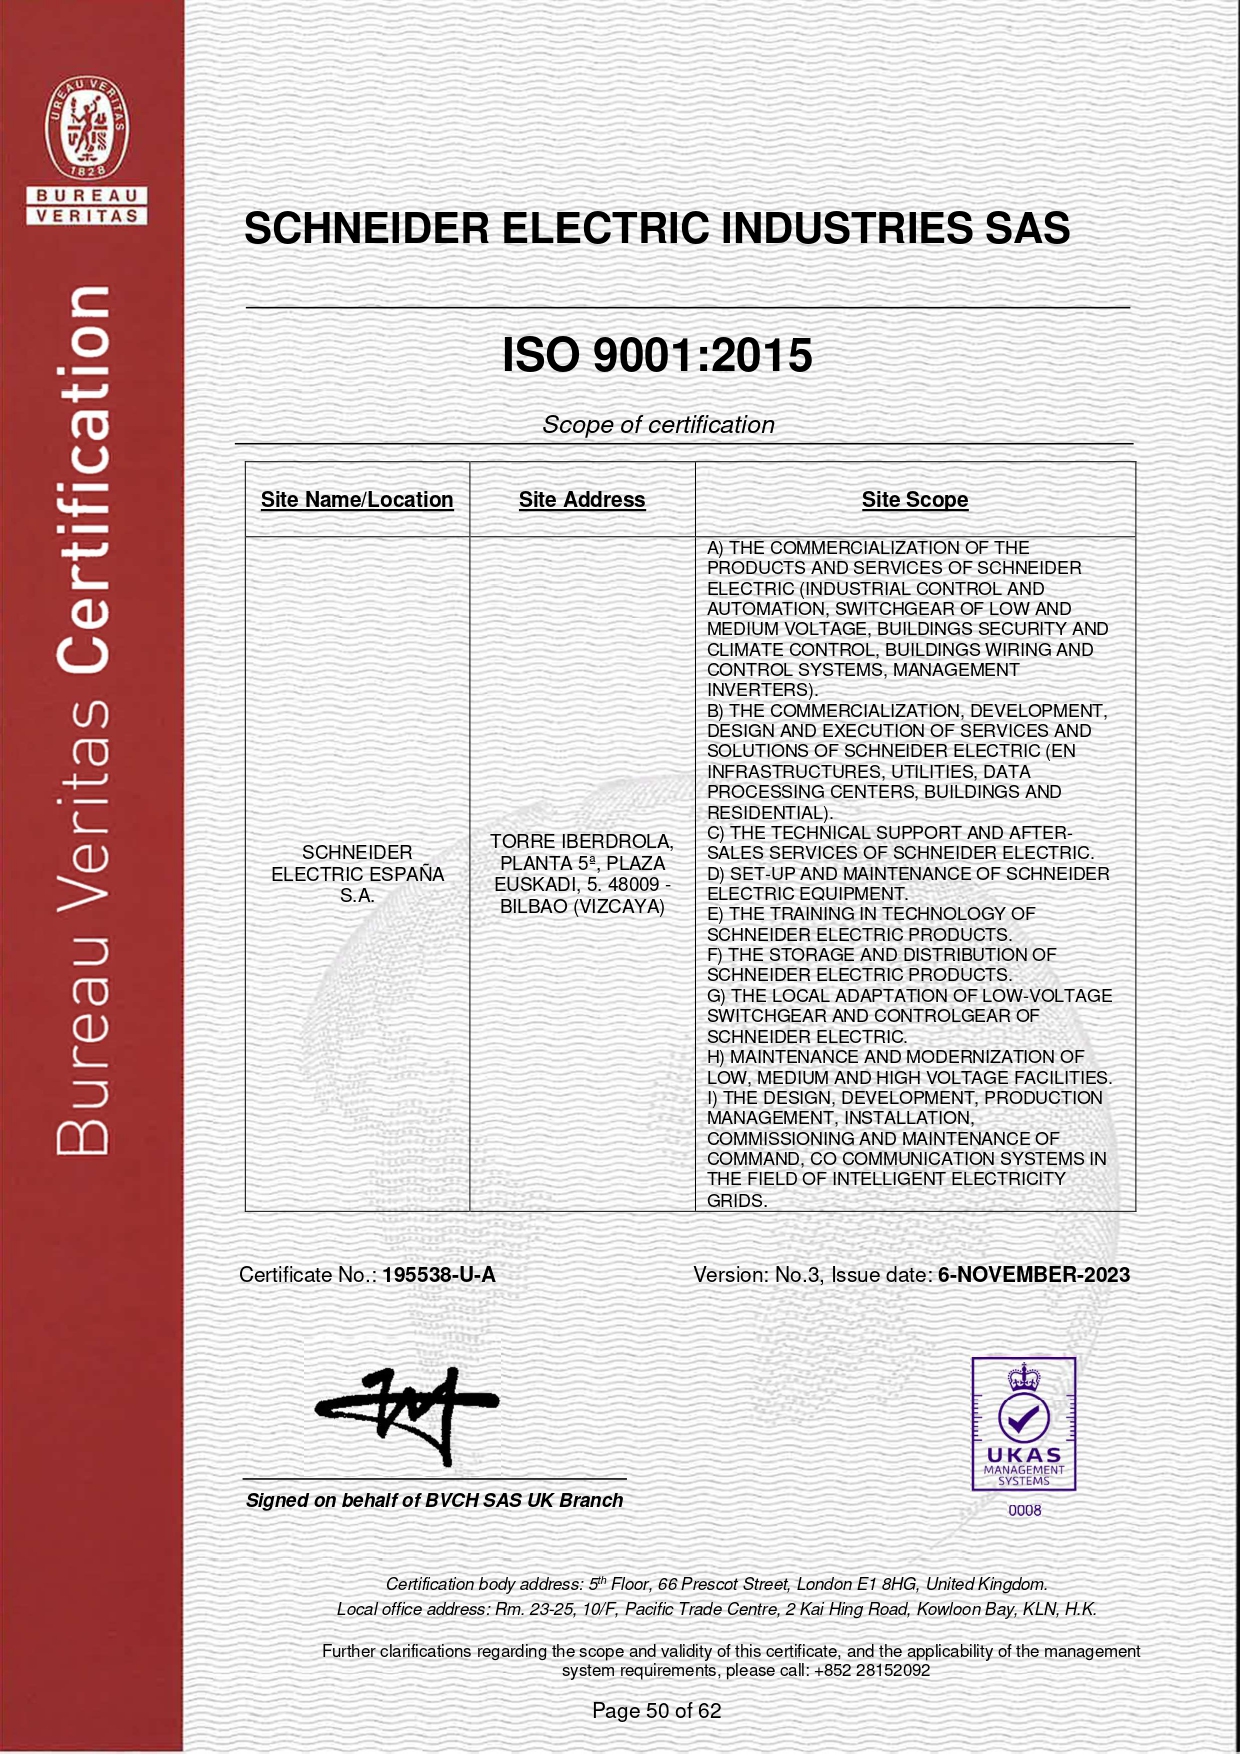 UREAU VERITAS
1828
BUREAU
VERITAS
Bureau Veritas Certification
SCHNEIDER ELECTRIC INDUSTRIES SAS
ISO 9001:2015
Scope of certification
Site Name/Location
Site Address
Site Scope
SCHNEIDER
ELECTRIC ESPAÑA
S.A.
TORRE IBERDROLA,
PLANTA 5ª, PLAZA
EUSKADI, 5. 48009 -
BILBAO (VIZCAYA)
A) THE COMMERCIALIZATION OF THE
PRODUCTS AND SERVICES OF SCHNEIDER
ELECTRIC (INDUSTRIAL CONTROL AND
AUTOMATION, SWITCHGEAR OF LOW AND
MEDIUM VOLTAGE, BUILDINGS SECURITY AND
CLIMATE CONTROL, BUILDINGS WIRING AND
CONTROL SYSTEMS, MANAGEMENT
INVERTERS).
B) THE COMMERCIALIZATION, DEVELOPMENT,
DESIGN AND EXECUTION OF SERVICES AND
SOLUTIONS OF SCHNEIDER ELECTRIC (EN
INFRASTRUCTURES, UTILITIES, DATA
PROCESSING CENTERS, BUILDINGS AND
RESIDENTIAL).
C) THE TECHNICAL SUPPORT AND AFTER-
SALES SERVICES OF SCHNEIDER ELECTRIC.
D) SET-UP AND MAINTENANCE OF SCHNEIDER
ELECTRIC EQUIPMENT.
E) THE TRAINING IN TECHNOLOGY OF
SCHNEIDER ELECTRIC PRODUCTS.
F) THE STORAGE AND DISTRIBUTION OF
SCHNEIDER ELECTRIC PRODUCTS.
G) THE LOCAL ADAPTATION OF LOW-VOLTAGE
SWITCHGEAR AND CONTROLGEAR OF
SCHNEIDER ELECTRIC.
H) MAINTENANCE AND MODERNIZATION OF
LOW, MEDIUM AND HIGH VOLTAGE FACILITIES.
I) THE DESIGN, DEVELOPMENT, PRODUCTION
MANAGEMENT, INSTALLATION,
COMMISSIONING AND MAINTENANCE OF
COMMAND, CO COMMUNICATION SYSTEMS IN
THE FIELD OF INTELLIGENT ELECTRICITY
GRIDS.
Certificate No.: 195538-U-A
Version: No.3, Issue date: 6-NOVEMBER-2023
Signed on behalf of BVCH SAS UK Branch
UKAS
MANAGEMENT
SYSTEMS
0008
Certification body address: 5th Floor, 66 Prescot Street, London E1 8HG, United Kingdom.
Local office address: Rm. 23-25, 10/F, Pacific Trade Centre, 2 Kai Hing Road, Kowloon Bay, KLN, H.K.
Further clarifications regarding the scope and validity of this certificate, and the applicability of the management
system requirements, please call: +852 28152092
Page 50 of 62